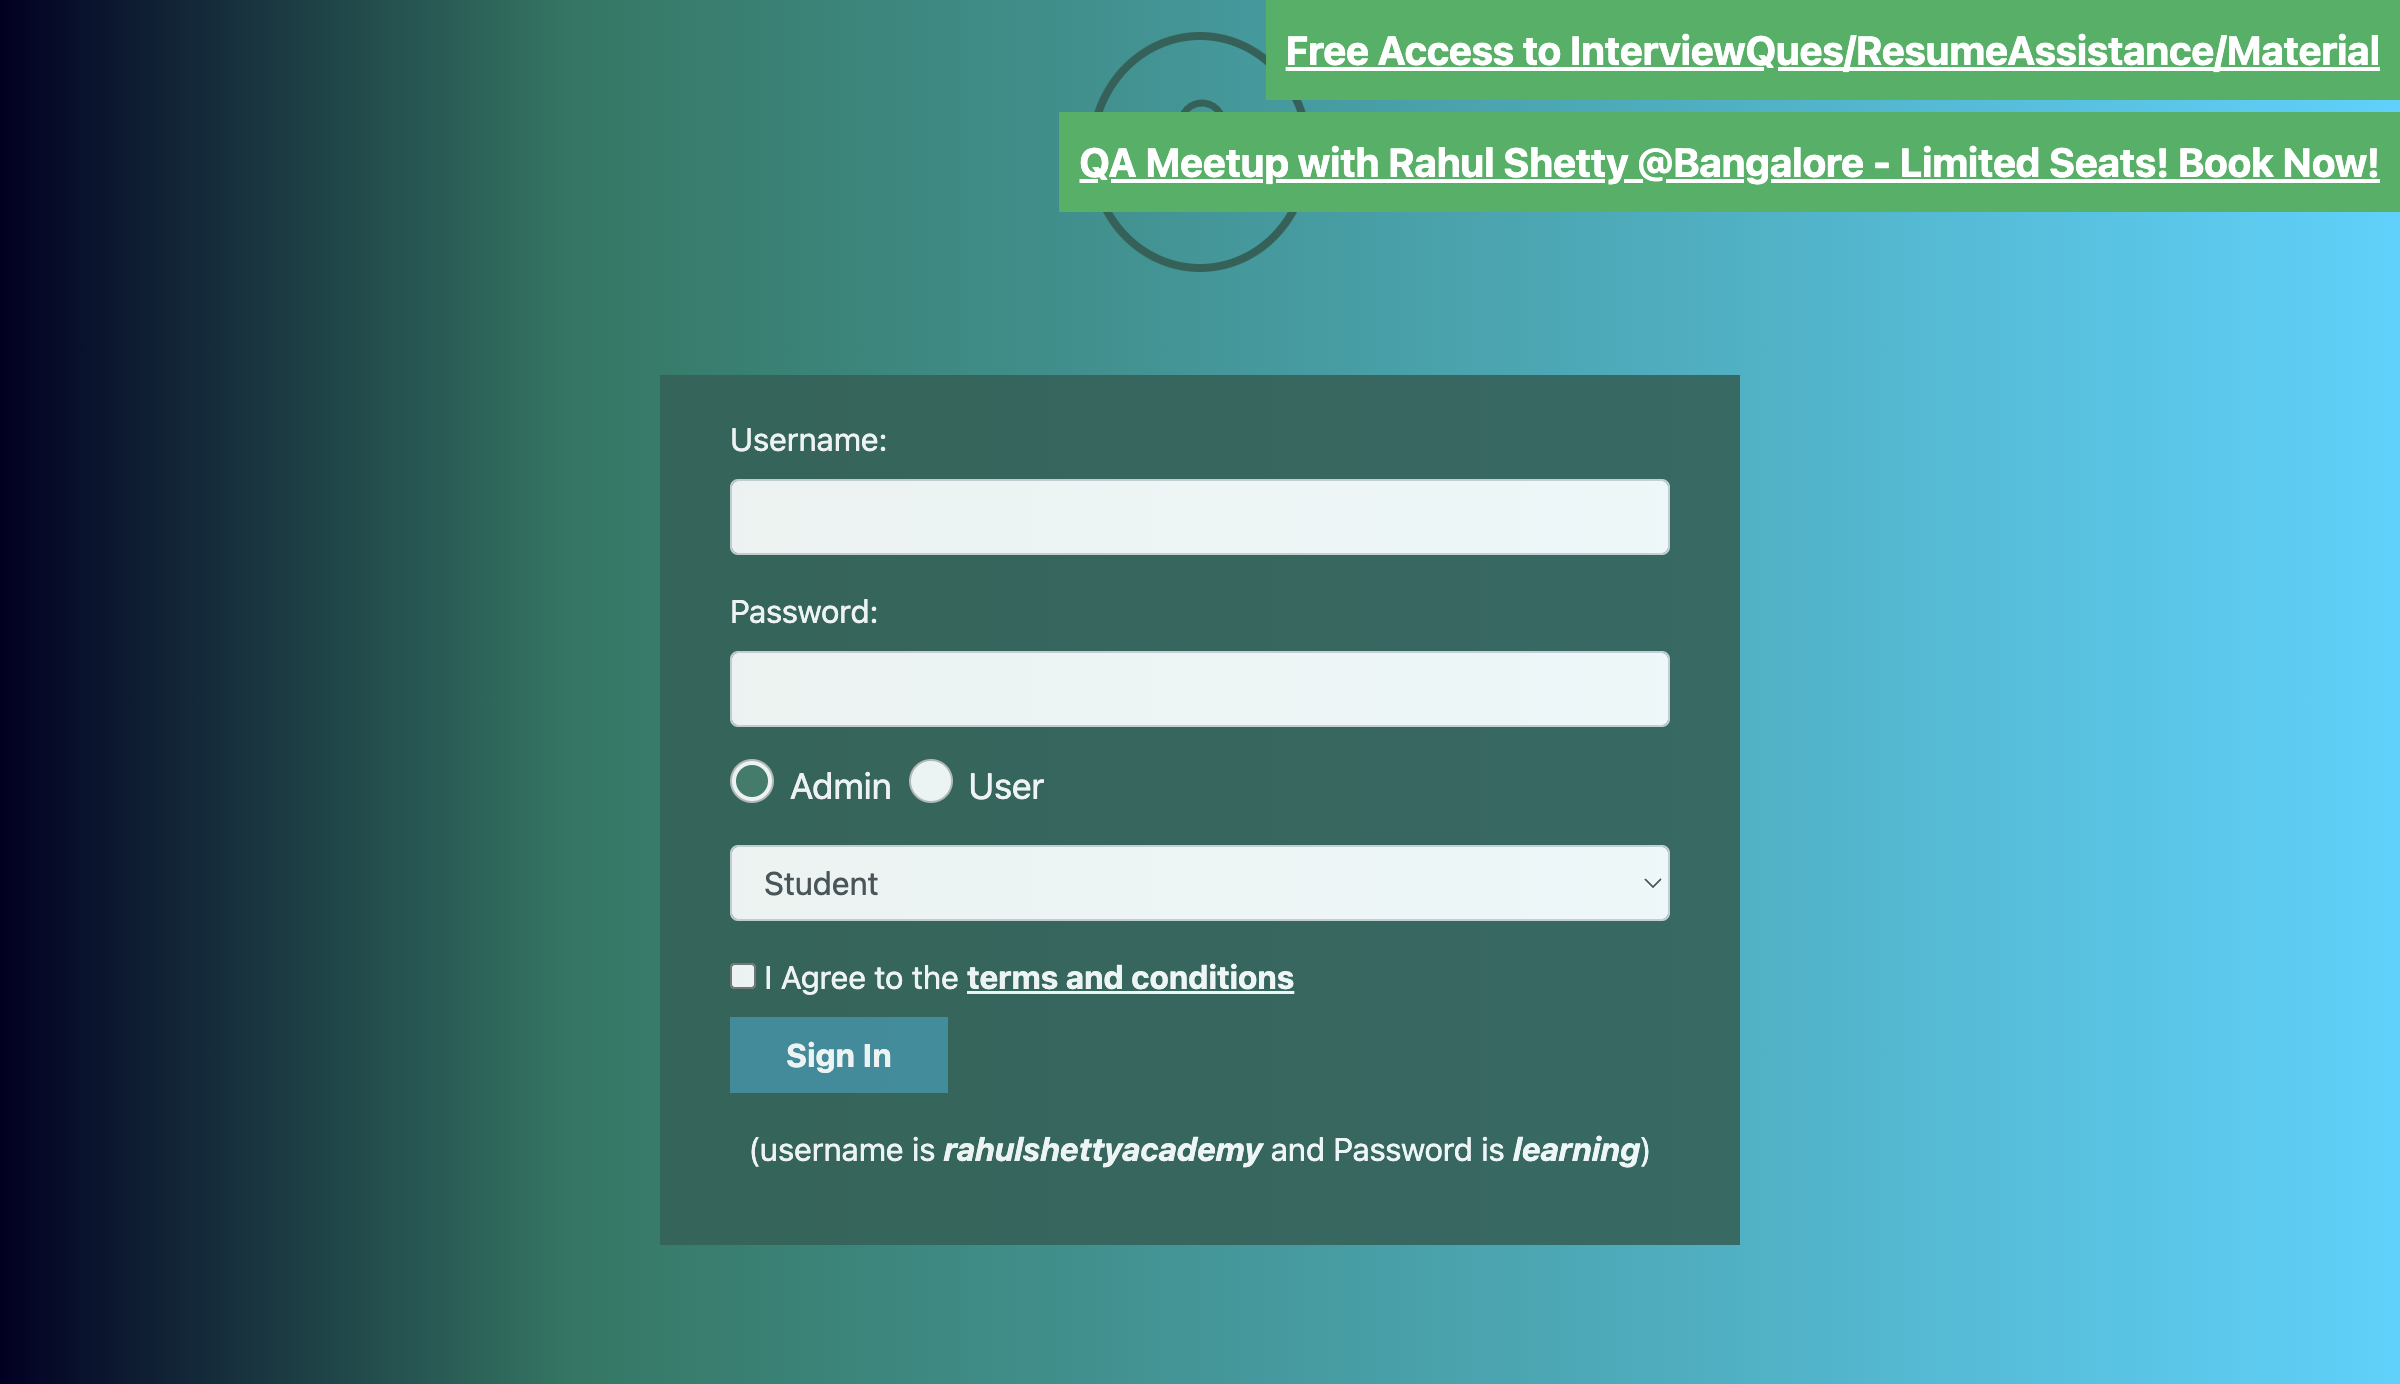 Free Access to InterviewQues/ResumeAssistance/Material
QA Meetup with Rahul Shetty @Bangalore - Limited Seats! Book Now!
Username:
Password:
Admin User
Student
I Agree to the terms and conditions
Sign In
(username is rahulshettyacademy and Password is learning)